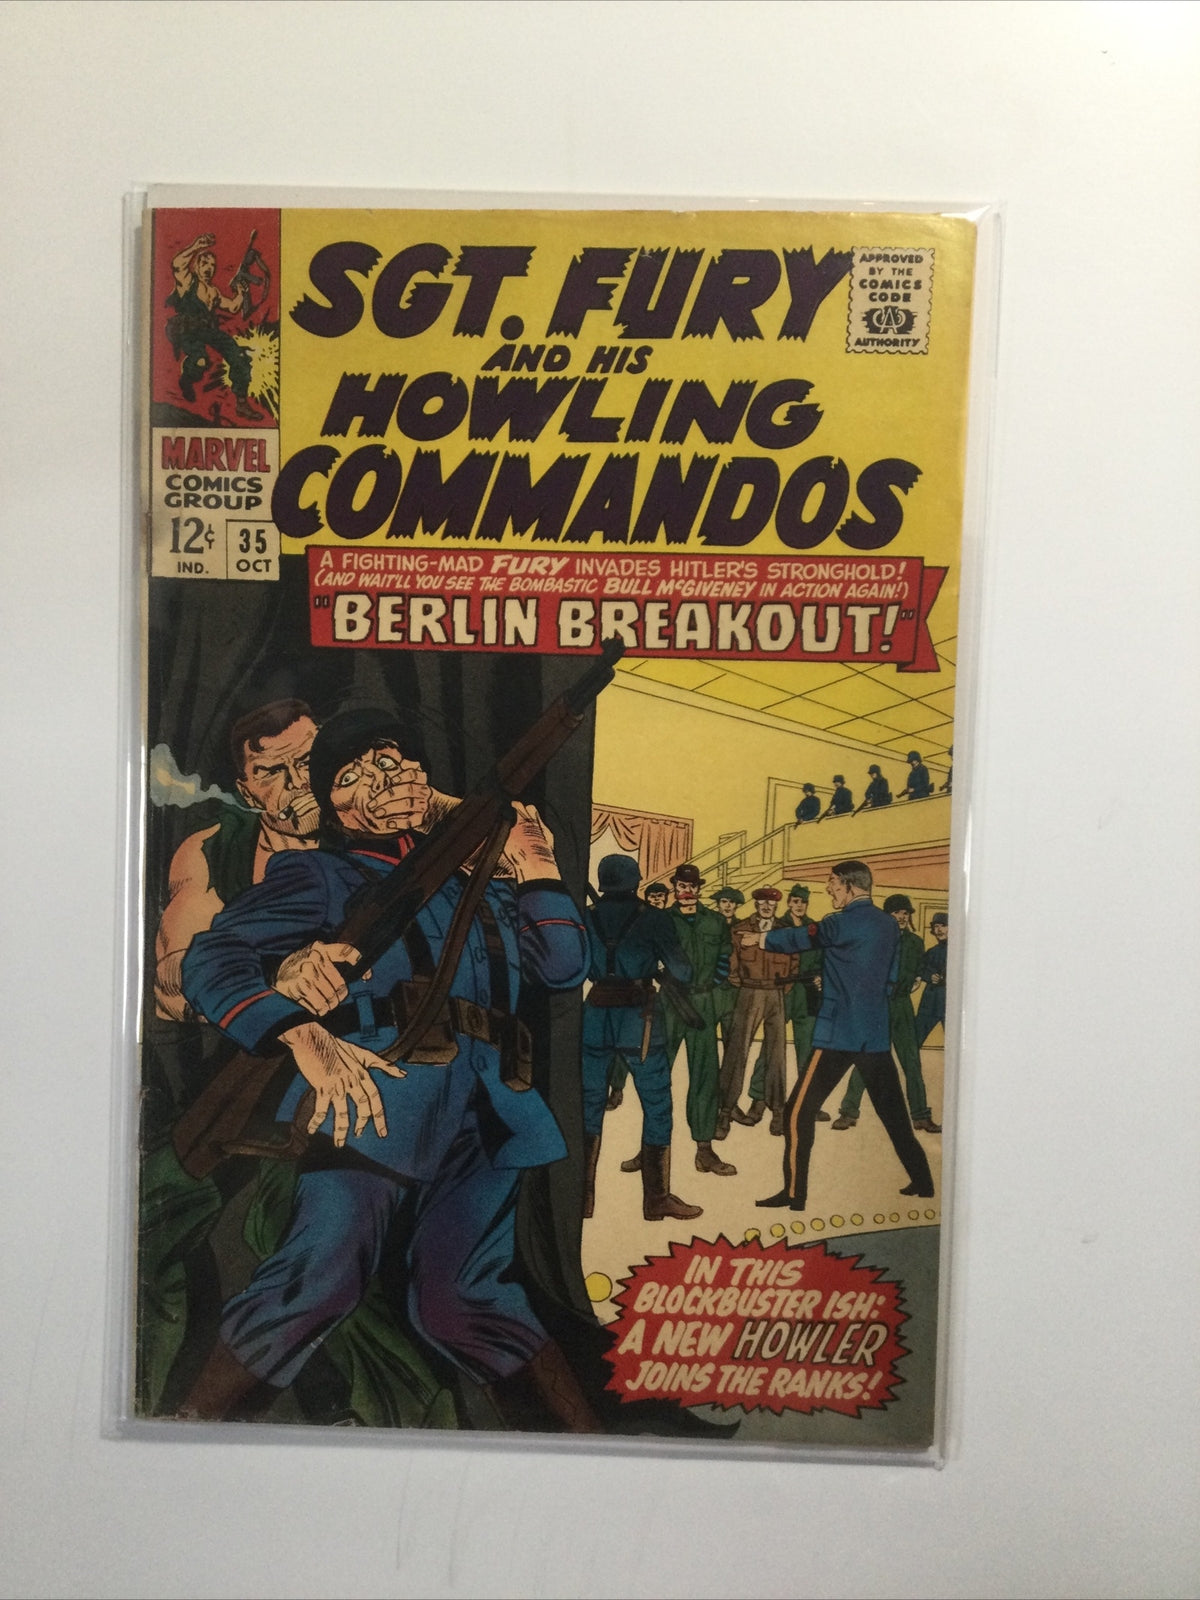 SGT. FURY
AND HIS
HOWLING
COMMANDOS
APPROVED
BY THE
COMICS
CODE
CA
AUTHORITY
MARVEL
COMICS
GROUP
12¢
IND.
35
OCT
A FIGHTING-MAD FURY INVADES HITLER'S STRONGHOLD!
(AND WAIT'LL YOU SEE THE BOMBASTIC BULL McGIVENEY IN ACTION AGAIN!)
"BERLIN BREAKOUT!"
IN THIS
BLOCKBUSTER ISH:
A NEW HOWLER
JOINS THE RANKS!